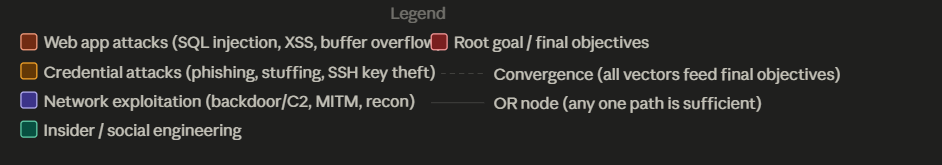 Legend
Web app attacks (SQL injection, XSS, buffer overflow
Root goal / final objectives
Credential attacks (phishing, stuffing, SSH key theft)
Convergence (all vectors feed final objectives)
Network exploitation (backdoor/C2, MITM, recon)
OR node (any one path is sufficient)
Insider / social engineering